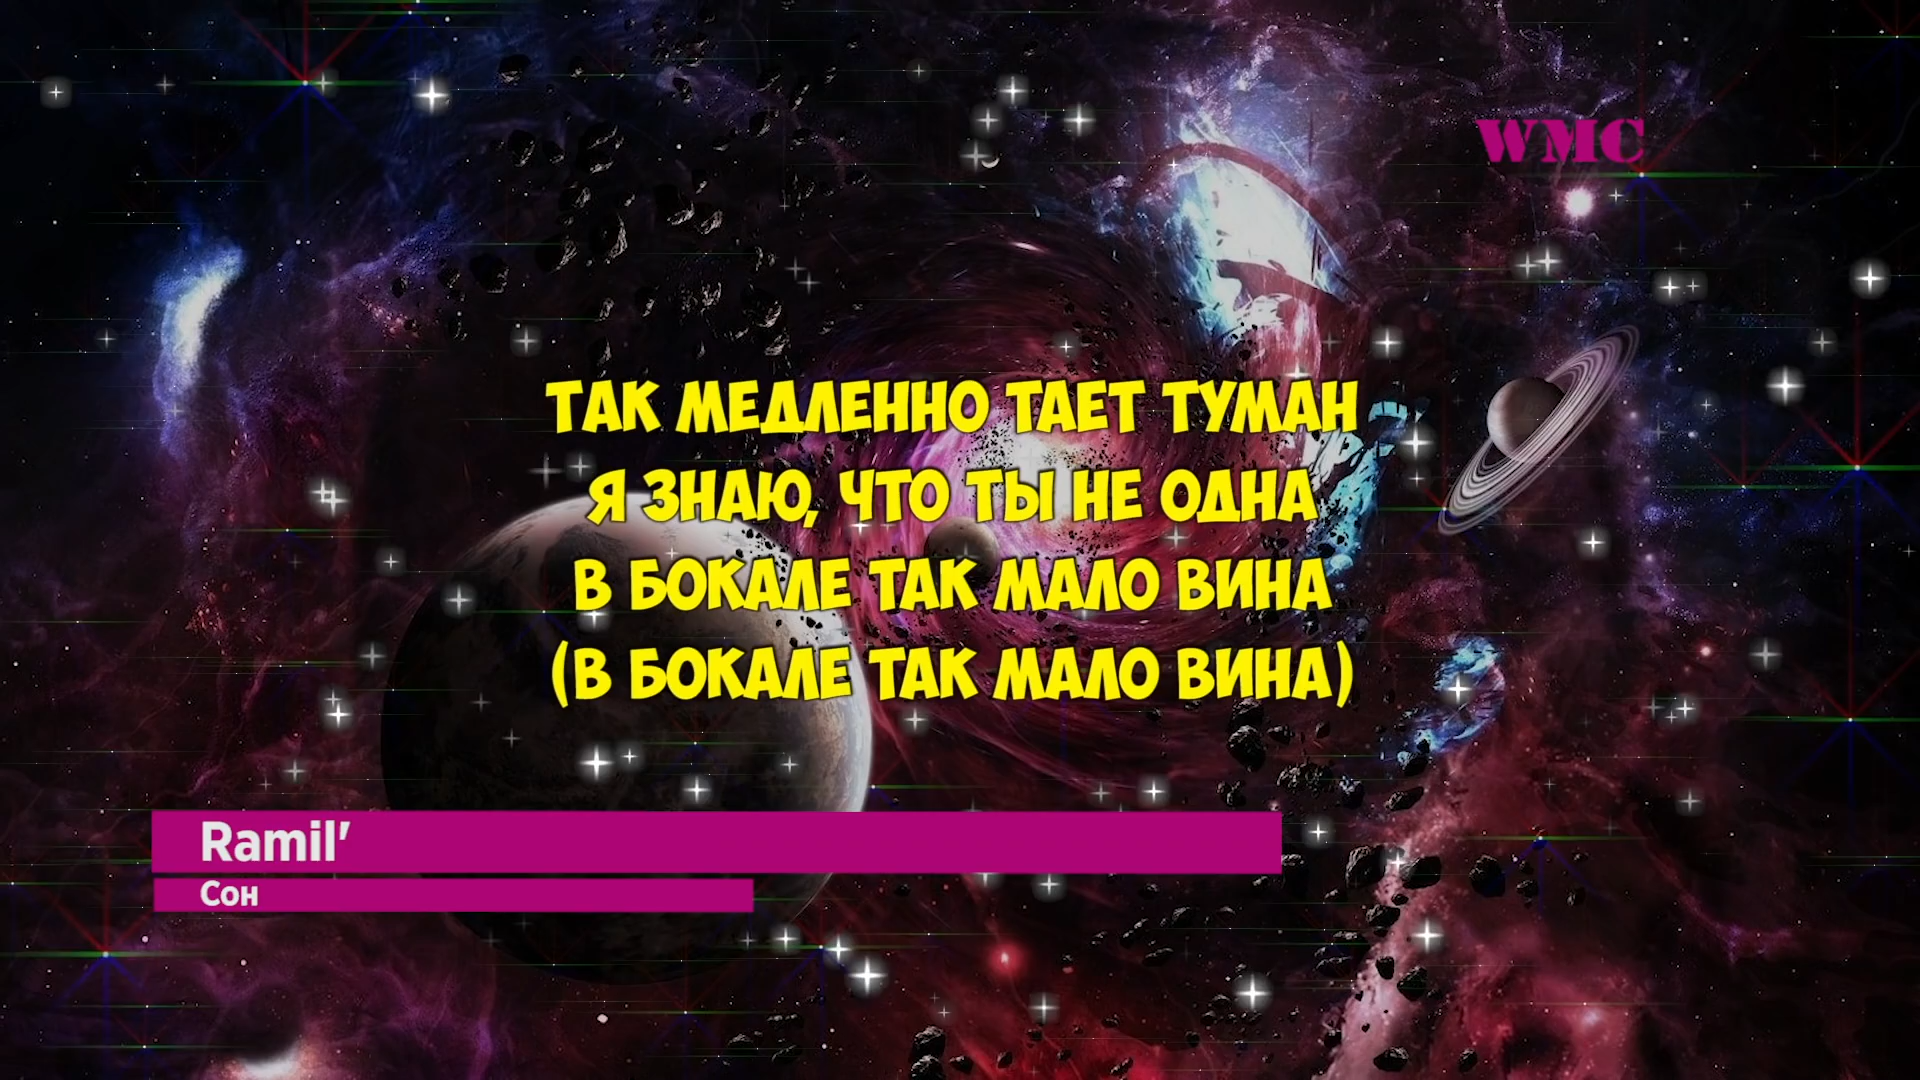 WMC
ТАК МЕДЛЕННО ТАЕТ ТУМАН
Я ЗНАЮ, ЧТО ТЫ НЕ ОДНА
В БОКАЛЕ ТАК МАЛО ВИНА
(В БОКАЛЕ ТАК МАЛО ВИНА)
Ramil'
Сон